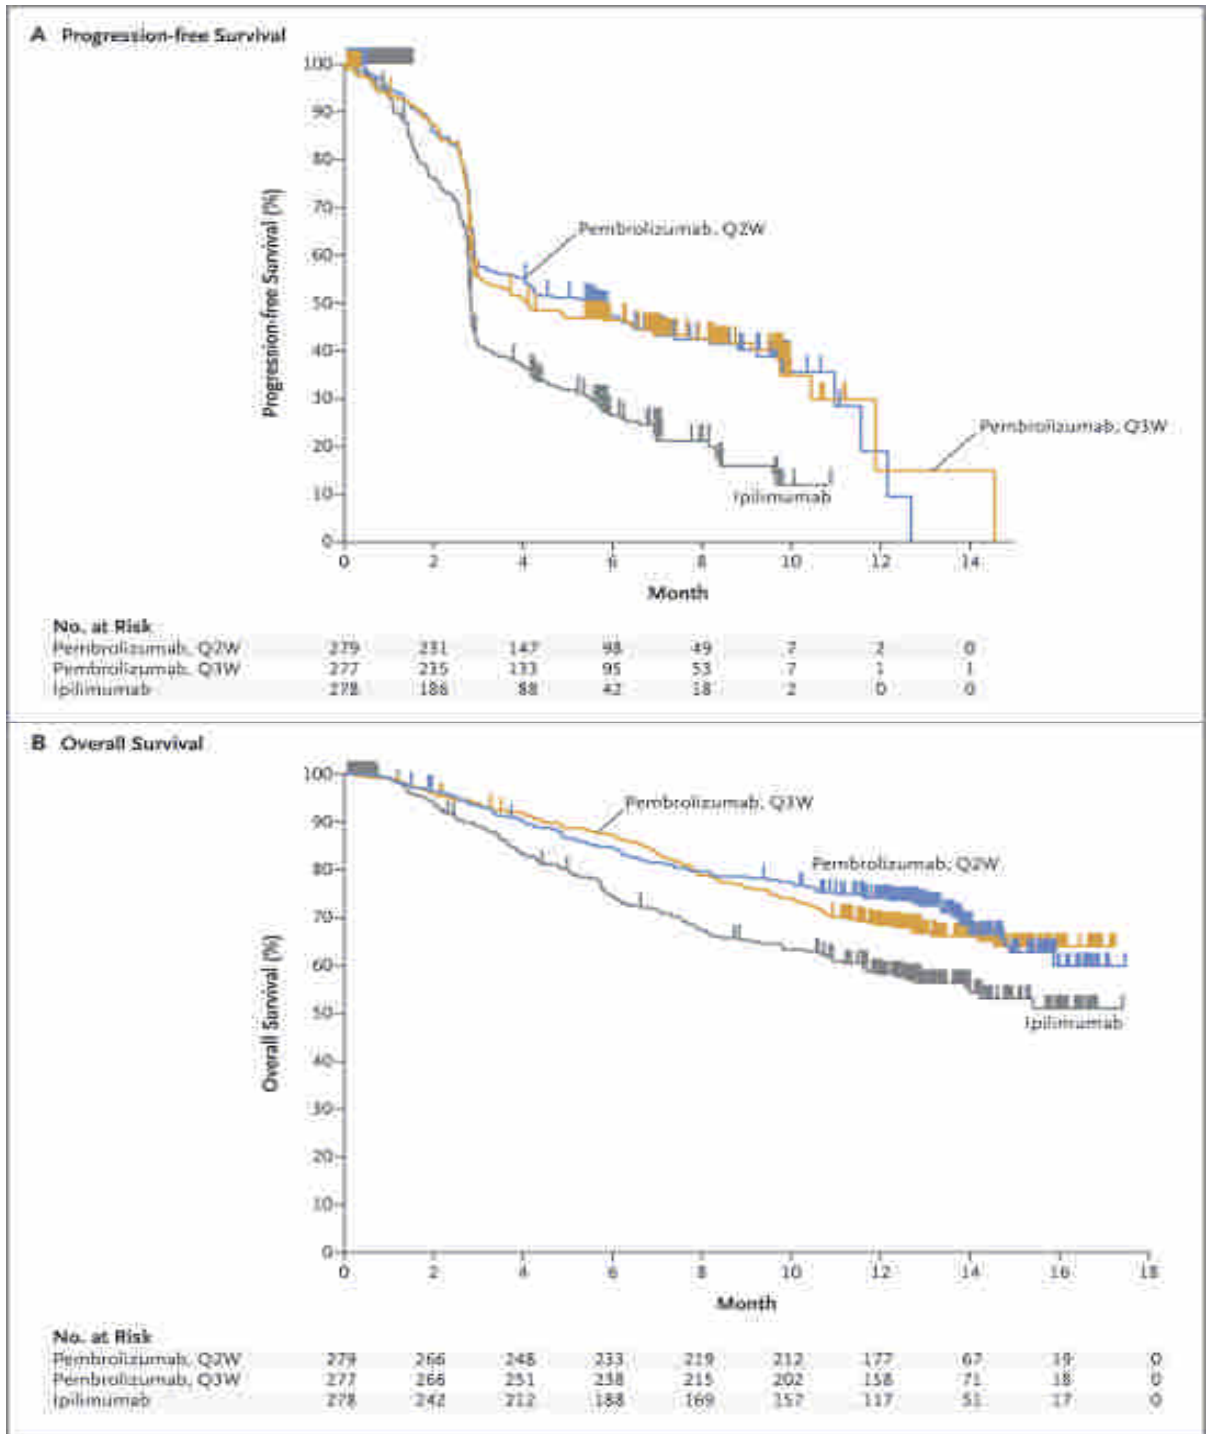 A Progression-free Survival
Progression-free Survival (%)
100
90
80
70
60
50
40
30
20
10
0
Pembrolizumab, Q2W
Pembrolizumab, Q3W
Ipilimumab
0 2 4 6 8 10 12 14
Month
No. at Risk
Pembrolizumab, Q2W 279 231 147 98 49 7 2 0
Pembrolizumab, Q3W 277 235 133 95 53 7 1 1
Ipilimumab 278 186 88 42 18 2 0 0
B Overall Survival
Overall Survival (%)
100
90
80
70
60
50
40
30
20
10
0
Pembrolizumab, Q3W
Pembrolizumab, Q2W
Ipilimumab
0 2 4 6 8 10 12 14 16 18
Month
No. at Risk
Pembrolizumab, Q2W 279 266 248 233 219 212 177 67 19 0
Pembrolizumab, Q3W 277 266 251 238 215 202 158 71 18 0
Ipilimumab 278 242 212 188 169 157 117 51 17 0